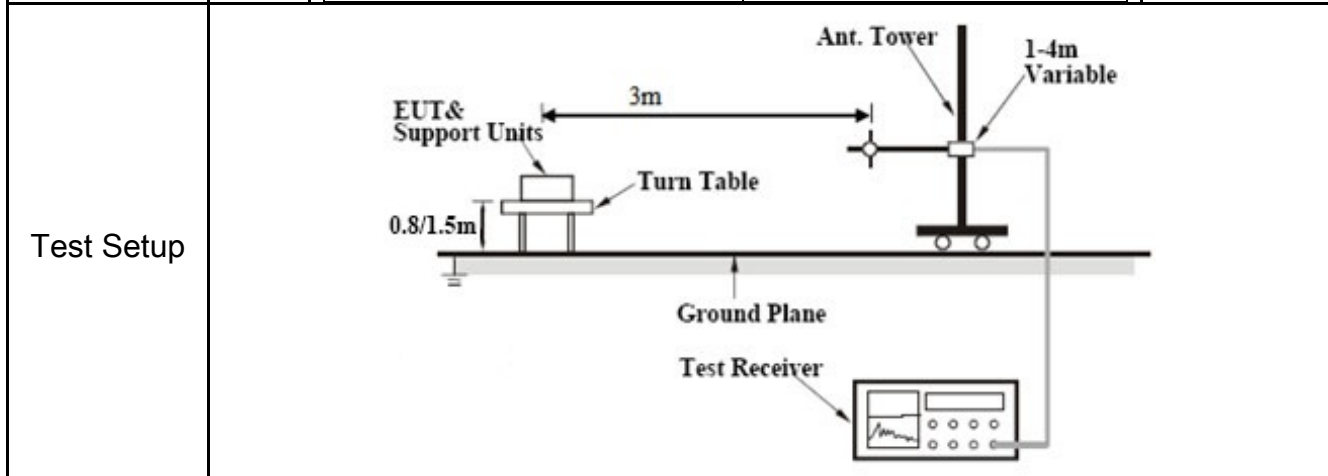 Test Setup
Ant. Tower
1-4m
Variable
3m
EUT&
Support Units
Turn Table
0.8/1.5m
Ground Plane
Test Receiver